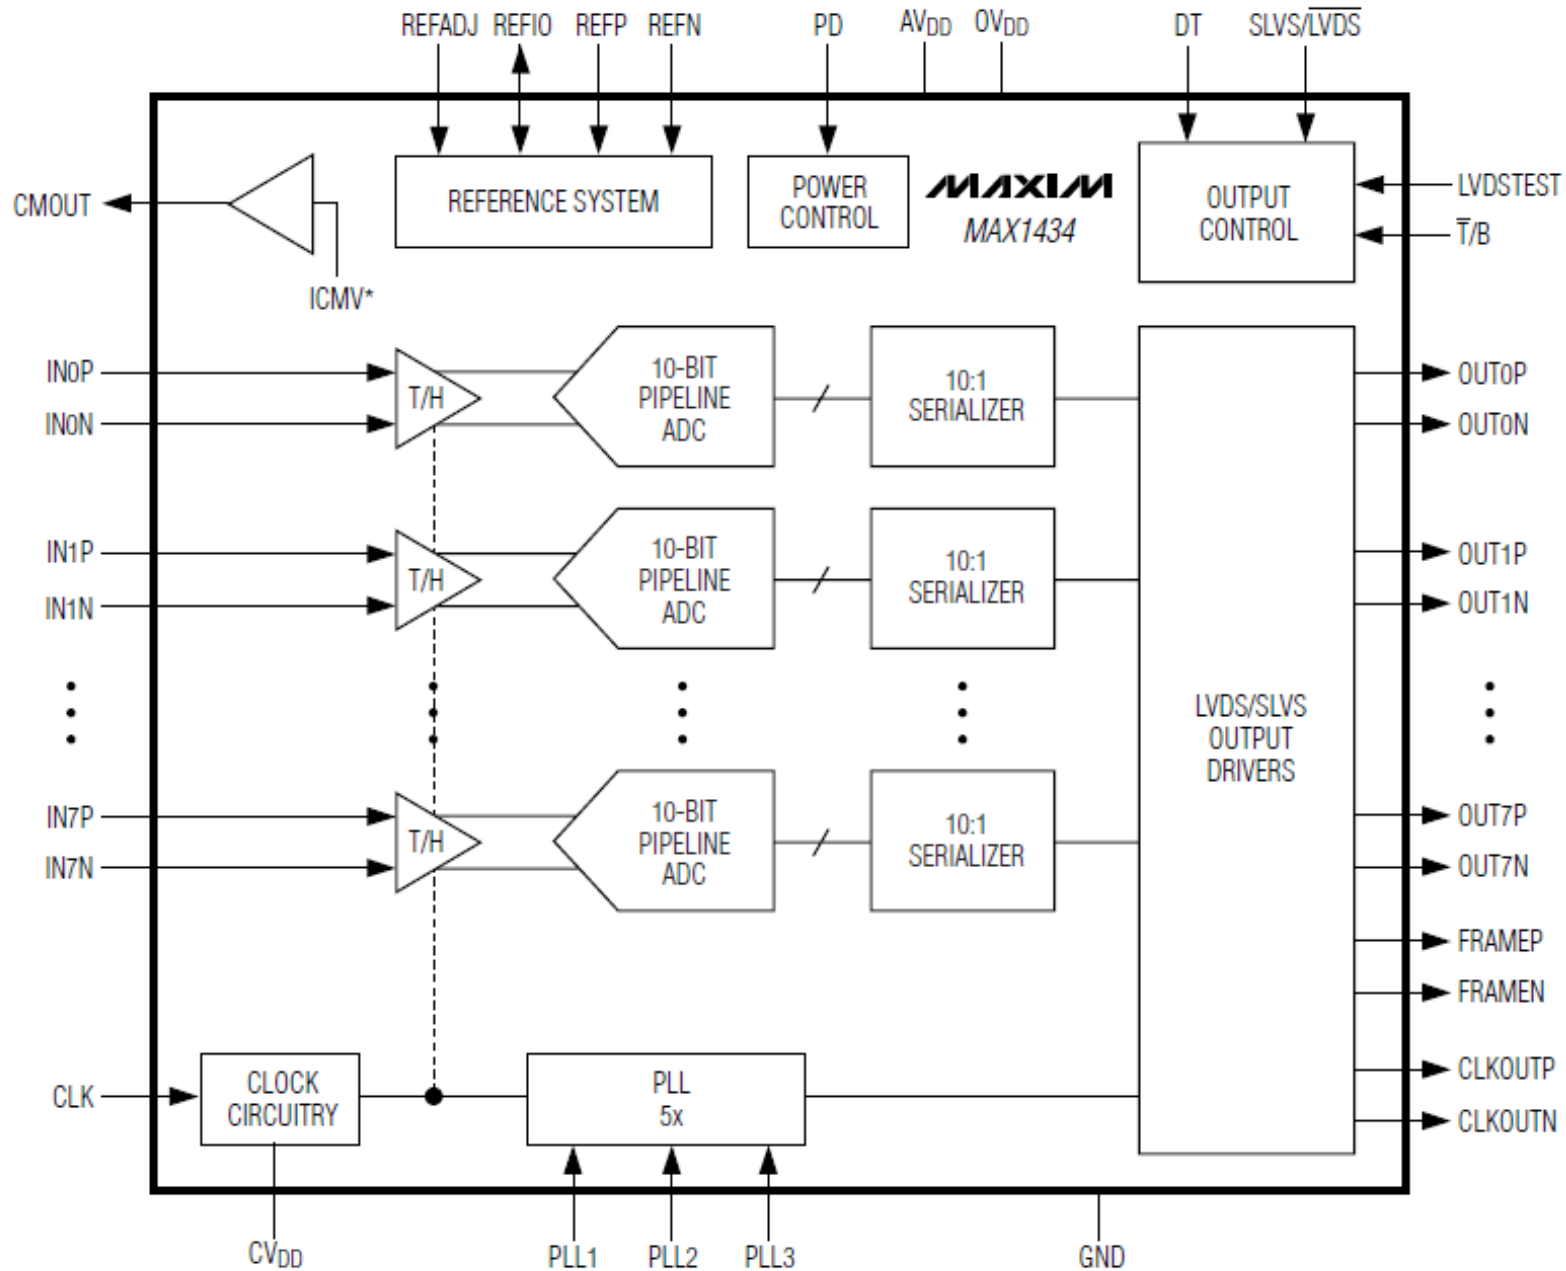 REFADJ REFIO REFP REFN PD AVDD OVDD DT SLVS/LVDS
CMOUT
REFERENCE SYSTEM
POWER
CONTROL
MAXIM
MAX1434
OUTPUT
CONTROL
LVDSTEST
T/B
ICMV*
IN0P
IN0N
T/H
10-BIT
PIPELINE
ADC
10:1
SERIALIZER
OUT0P
OUT0N
IN1P
IN1N
T/H
10-BIT
PIPELINE
ADC
10:1
SERIALIZER
OUT1P
OUT1N
LVDS/SLVS
OUTPUT
DRIVERS
IN7P
IN7N
T/H
10-BIT
PIPELINE
ADC
10:1
SERIALIZER
OUT7P
OUT7N
FRAMEP
FRAMEN
CLK
CLOCK
CIRCUITRY
PLL
5x
CLKOUTP
CLKOUTN
CVDD PLL1 PLL2 PLL3 GND